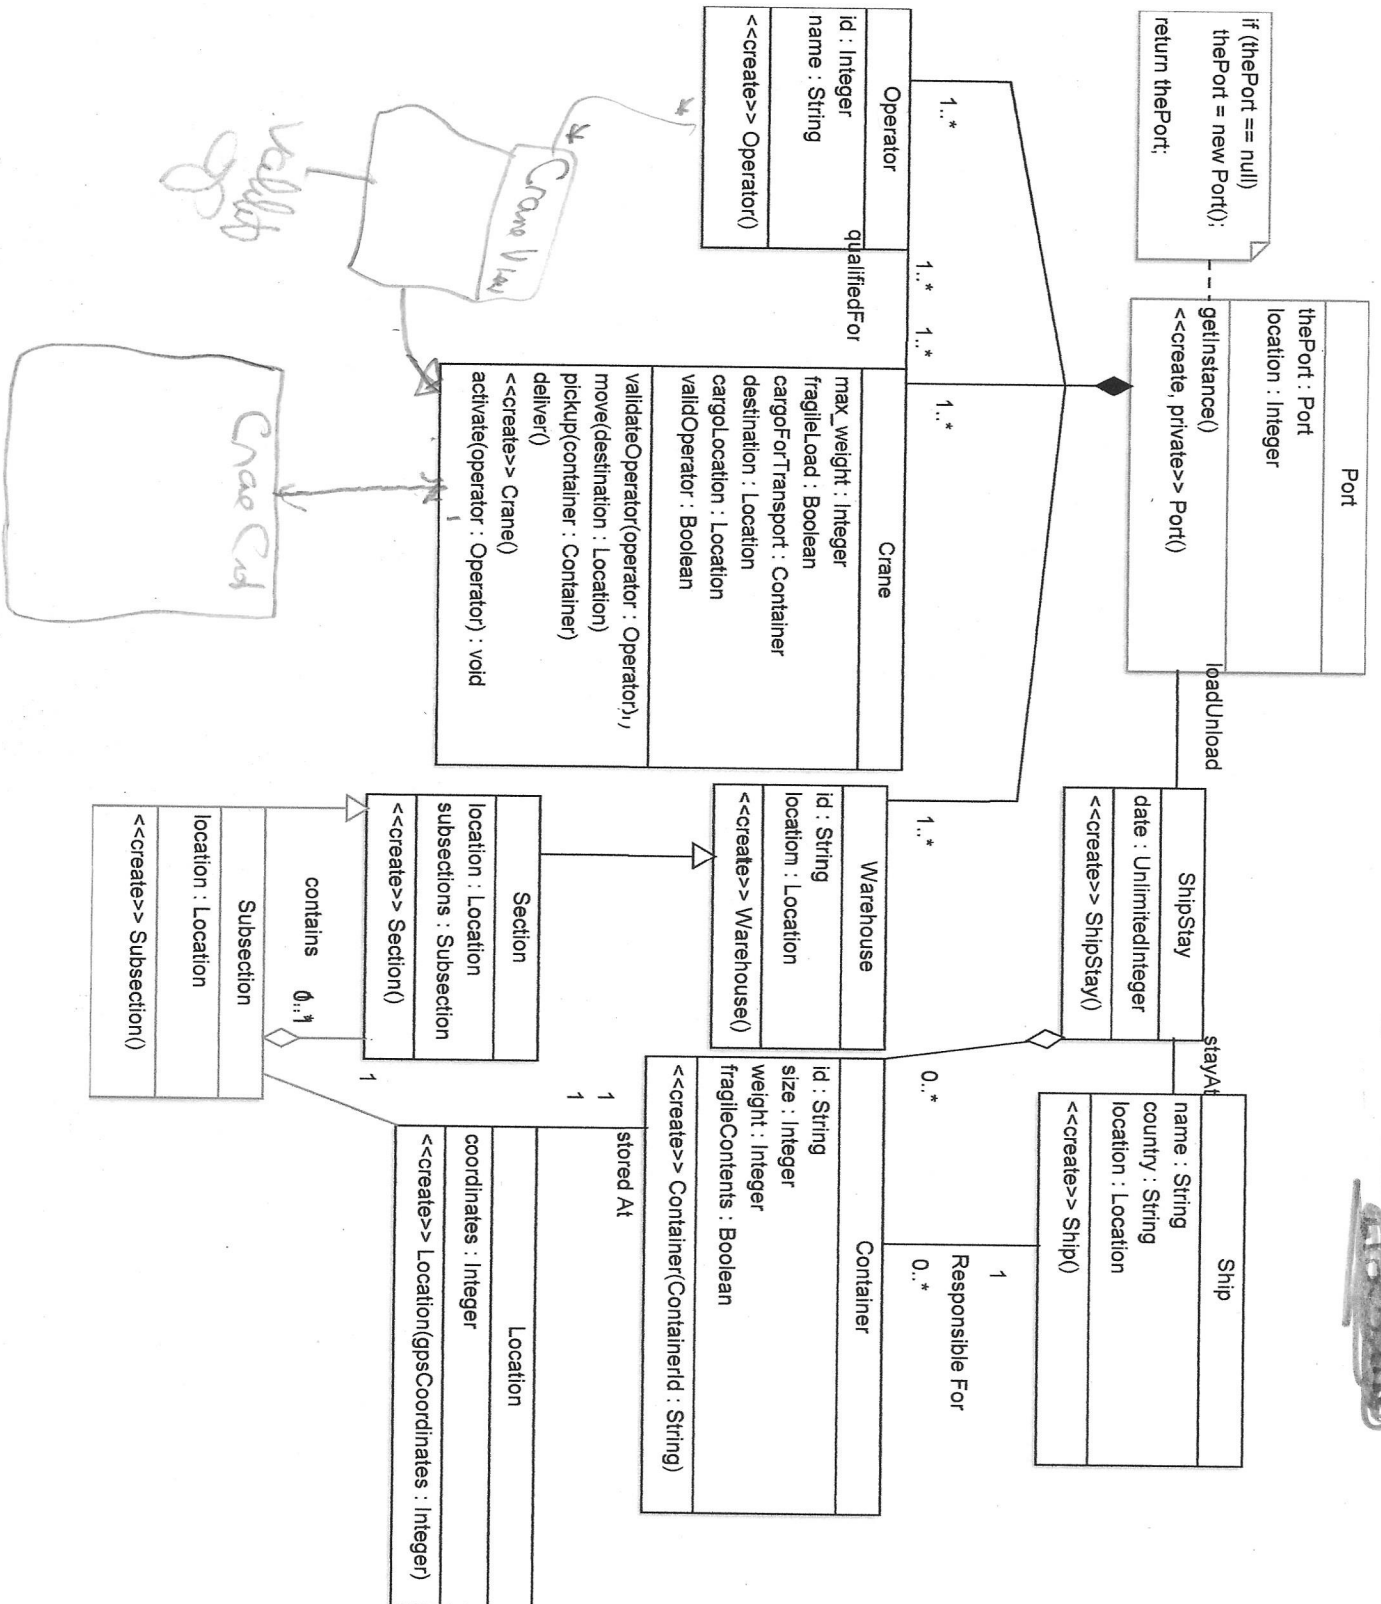 if (thePort == null)
thePort = new Port();
return thePort;
Port
thePort : Port
location : Integer
getInstance()
<<create, private>> Port()
loadUnload
ShipStay
date : UnlimitedInteger
<<create>> ShipStay()
stayAt
Ship
name : String
country : String
location : Location
<<create>> Ship()
1..*
1..*
1..*
0..*
1
Responsible For
0..*
Operator
id : Integer
name : String
<<create>> Operator()
1..*
qualifiedFor
1..*
Crane
max_weight : Integer
fragileLoad : Boolean
cargoForTransport : Container
destination : Location
cargoLocation : Location
validOperator : Boolean
validateOperator(operator : Operator)
move(destination : Location)
pickup(container : Container)
deliver()
<<create>> Crane()
activate(operator : Operator) : void
Warehouse
id : String
location : Location
<<create>> Warehouse()
Container
id : String
size : Integer
weight : Integer
fragileContents : Boolean
<<create>> Container(ContainerId : String)
stored At
1
1
Section
location : Location
subsections : Subsection
<<create>> Section()
1
contains
Subsection
location : Location
<<create>> Subsection()
Location
coordinates : Integer
<<create>> Location(gpsCoordinates : Integer)
Crane View